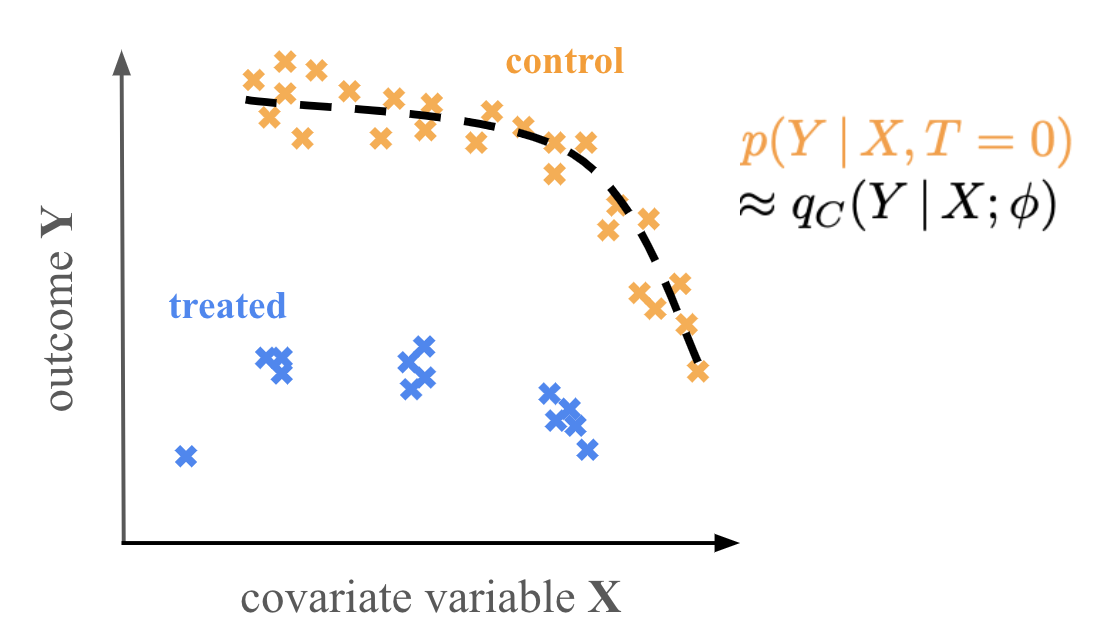 control
p(Y | X, T = 0)
≈ q_C(Y | X; ϕ)
treated
outcome Y
covariate variable X